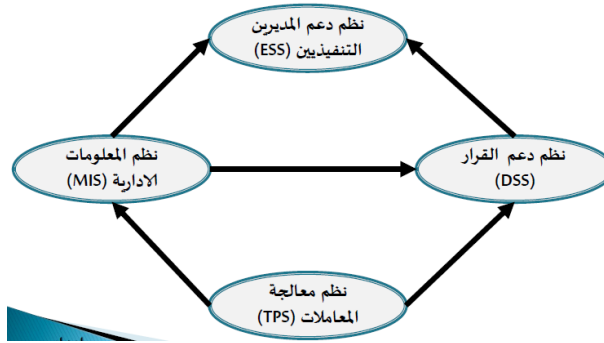 نظم دعم المديرين
التنفيذيين (ESS)
نظم المعلومات
الادارية (MIS)
نظم دعم القرار
(DSS)
نظم معالجة
المعاملات (TPS)